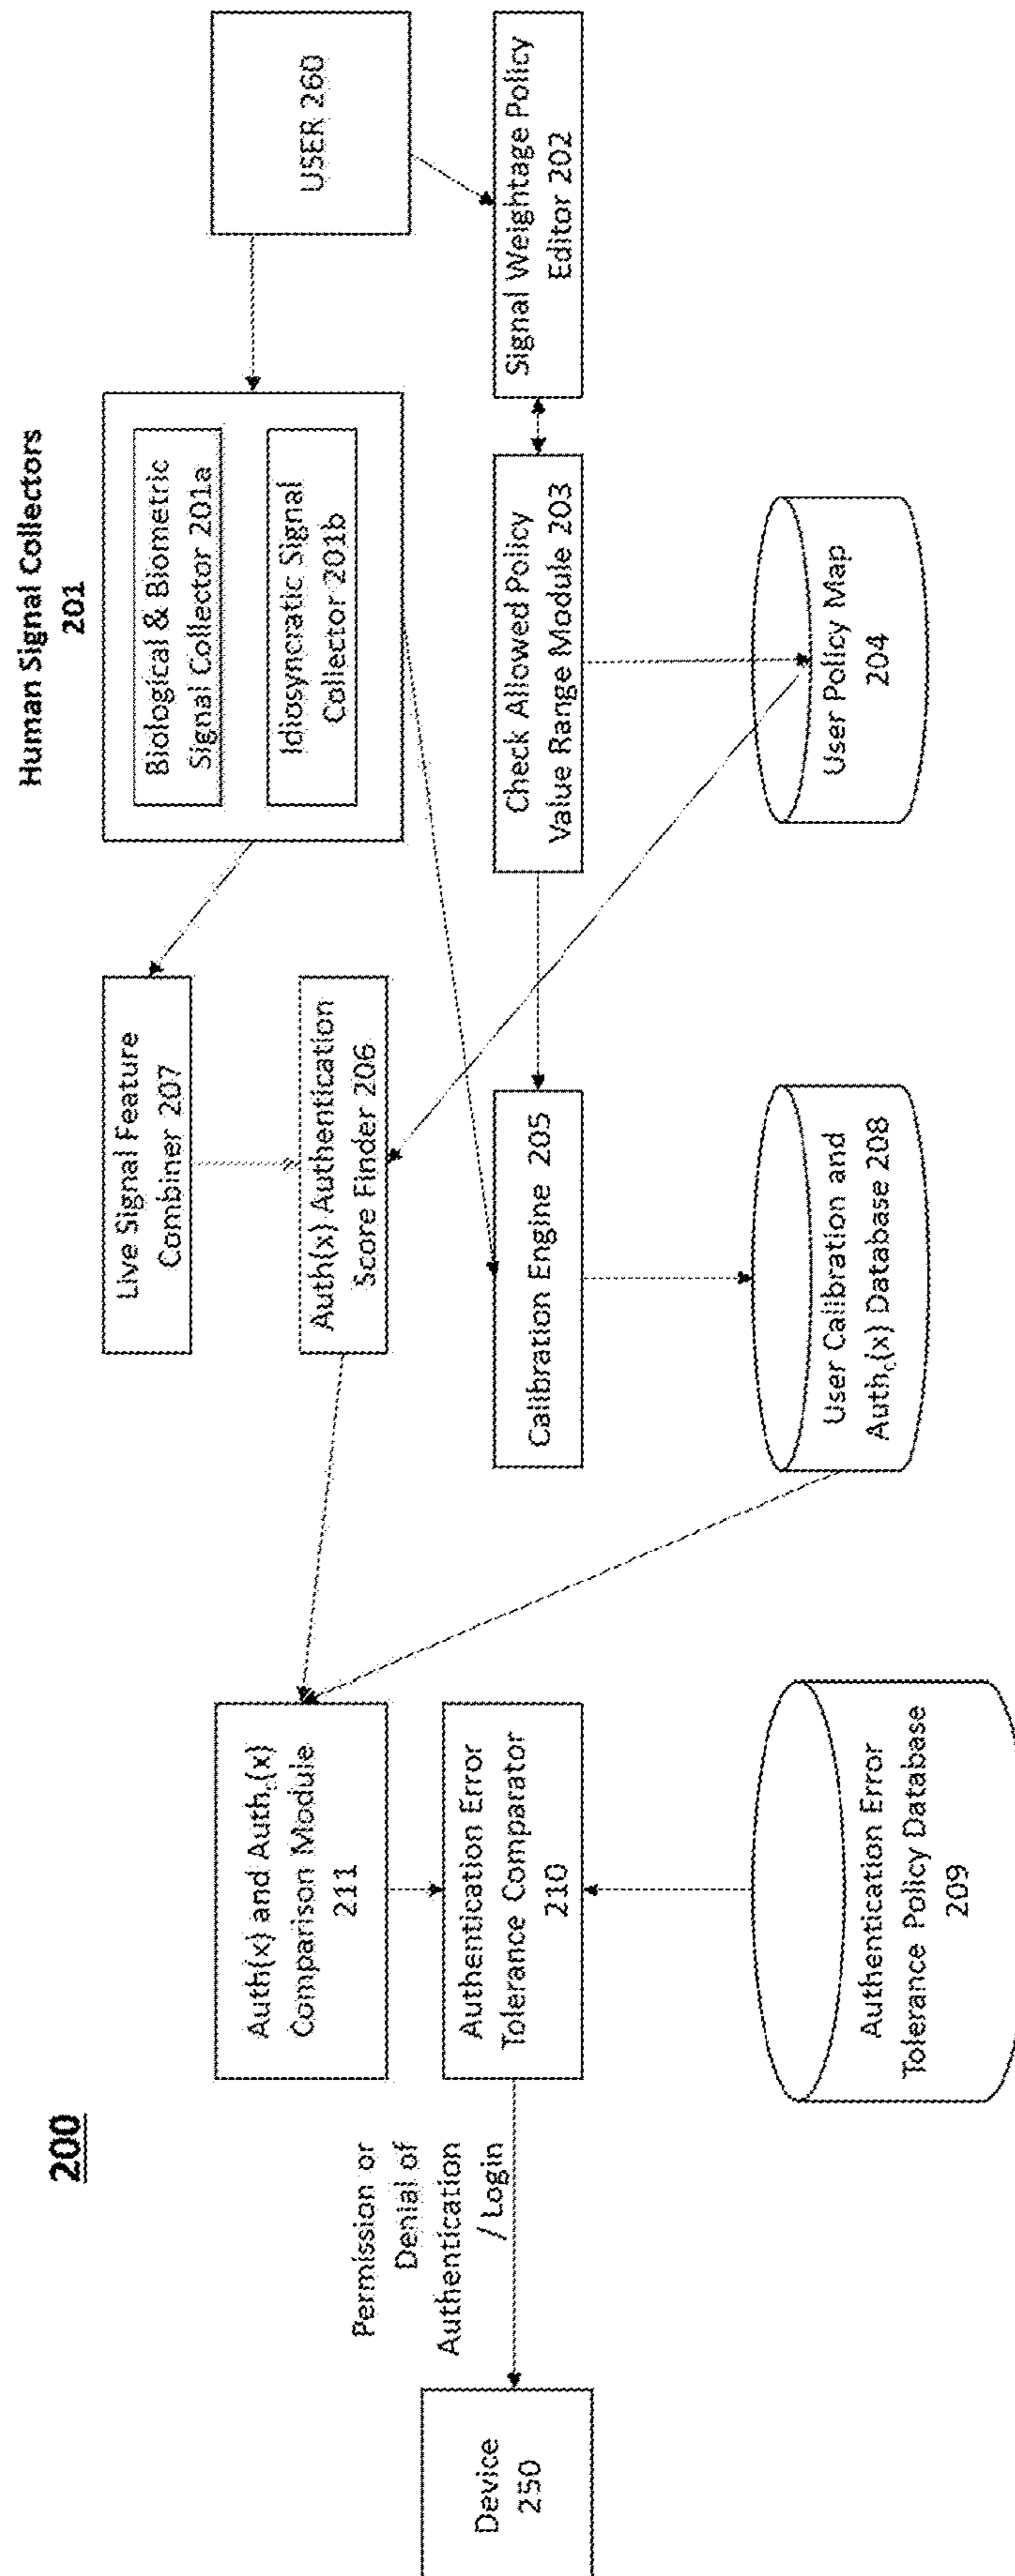 200
Human Signal Collectors
201
USER 260
Biological & Biometric
Signal Collector 201a
Idiosyncratic Signal
Collector 201b
Signal Weightage Policy
Editor 202
Check Allowed Policy
Value Range Module 203
User Policy Map
204
Live Signal Feature
Combiner 207
Auth(x) Authentication
Score Finder 206
Calibration Engine 205
User Calibration and
Authc(x) Database 208
Auth(x) and Authc(x)
Comparison Module
211
Authentication Error
Tolerance Comparator
210
Authentication Error
Tolerance Policy Database
209
Permission or
Denial of
Authentication
/ Login
Device
250